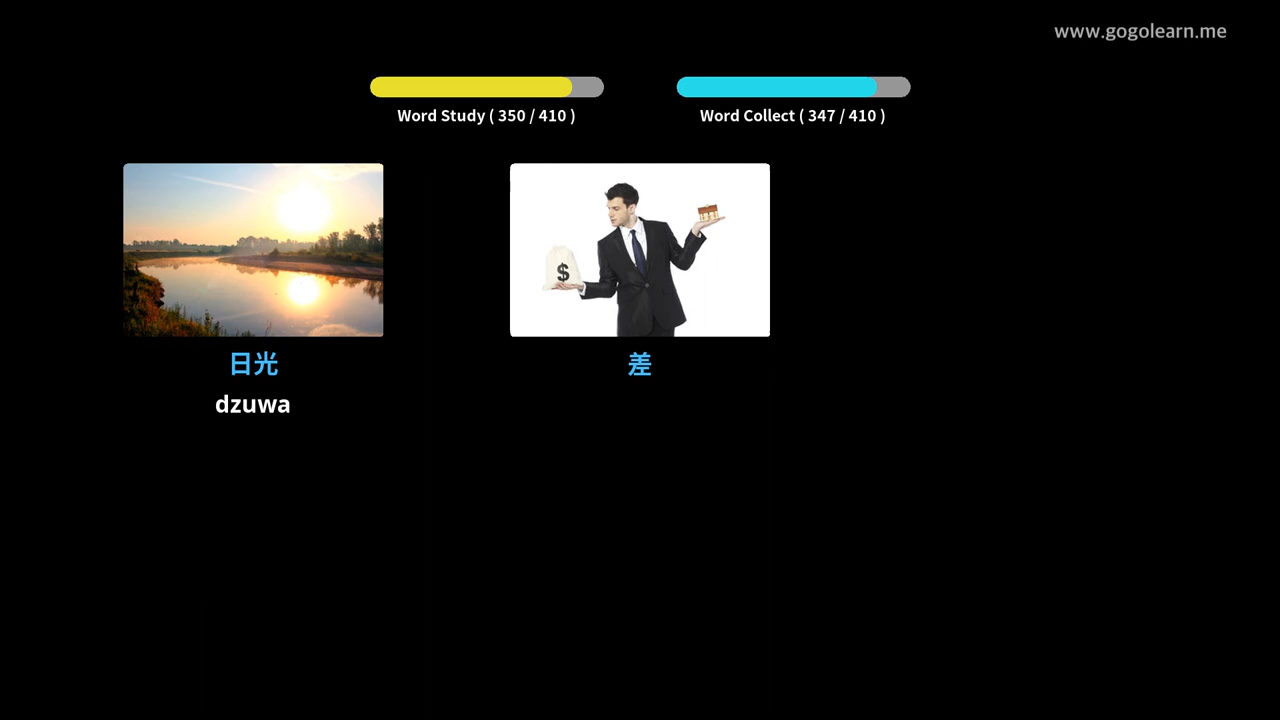 www.gogolearn.me
Word Study ( 350 / 410 )
Word Collect ( 347 / 410 )
$
日光
差
dzuwa